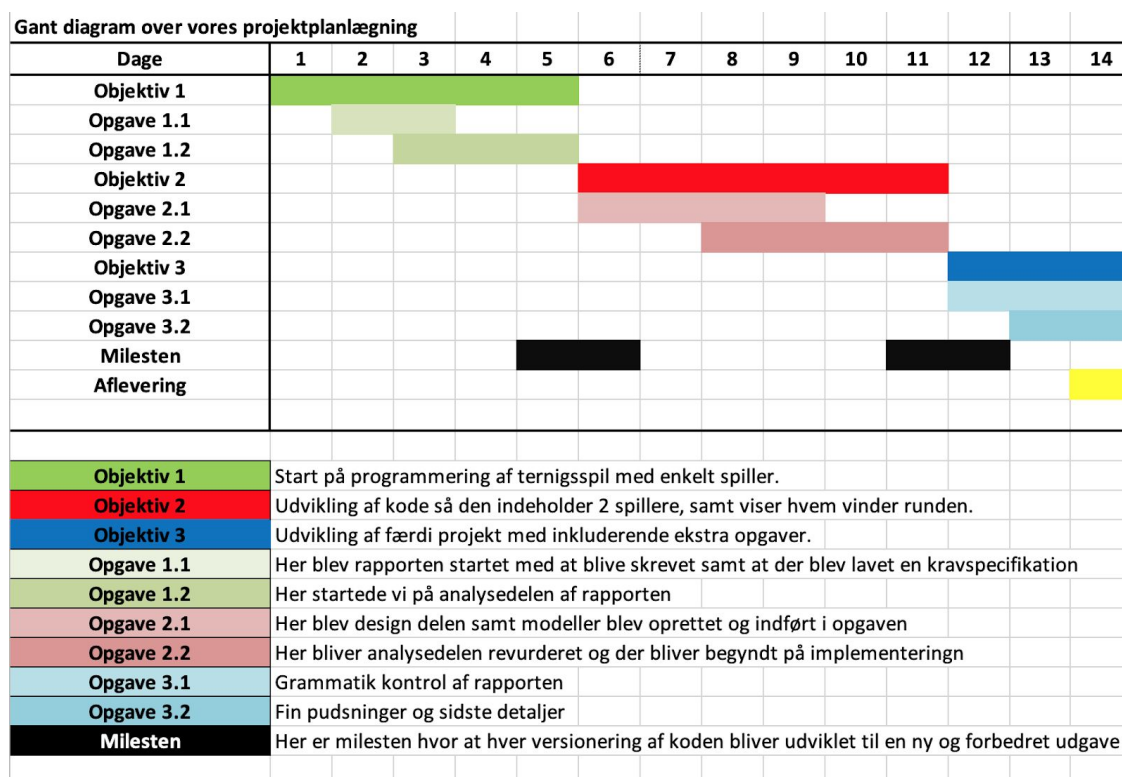 Gant diagram over vores projektplanlægning
Dage 1 2 3 4 5 6 7 8 9 10 11 12 13 14
Objektiv 1
Opgave 1.1
Opgave 1.2
Objektiv 2
Opgave 2.1
Opgave 2.2
Objektiv 3
Opgave 3.1
Opgave 3.2
Milesten
Aflevering
Objektiv 1 Start på programmering af ternigsspil med enkelt spiller.
Objektiv 2 Udvikling af kode så den indeholder 2 spillere, samt viser hvem vinder runden.
Objektiv 3 Udvikling af færdi projekt med inkluderende ekstra opgaver.
Opgave 1.1 Her blev rapporten startet med at blive skrevet samt at der blev lavet en kravspecifikation
Opgave 1.2 Her startede vi på analysedelen af rapporten
Opgave 2.1 Her blev design delen samt modeller blev oprettet og indført i opgaven
Opgave 2.2 Her bliver analysedelen revurderet og der bliver begyndt på implementeringn
Opgave 3.1 Grammatik kontrol af rapporten
Opgave 3.2 Fin pudsninger og sidste detaljer
Milesten Her er milesten hvor at hver versionering af koden bliver udviklet til en ny og forbedret udgave